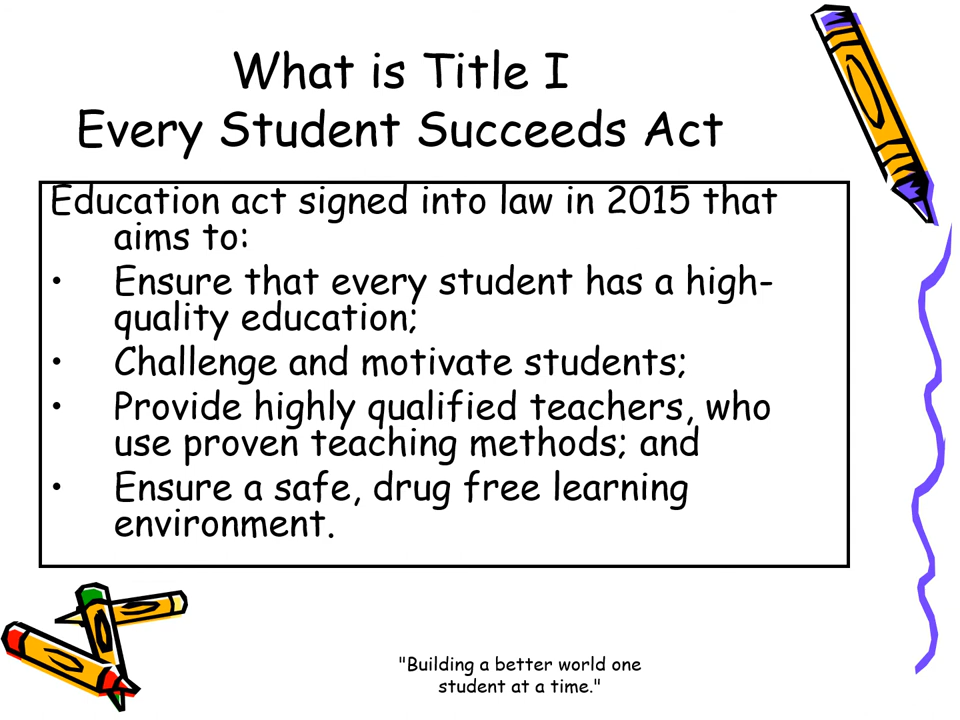 What is Title I
Every Student Succeeds Act
Education act signed into law in 2015 that
aims to:
• Ensure that every student has a high-
quality education;
• Challenge and motivate students;
• Provide highly qualified teachers, who
use proven teaching methods; and
• Ensure a safe, drug free learning
environment.
"Building a better world one
student at a time."